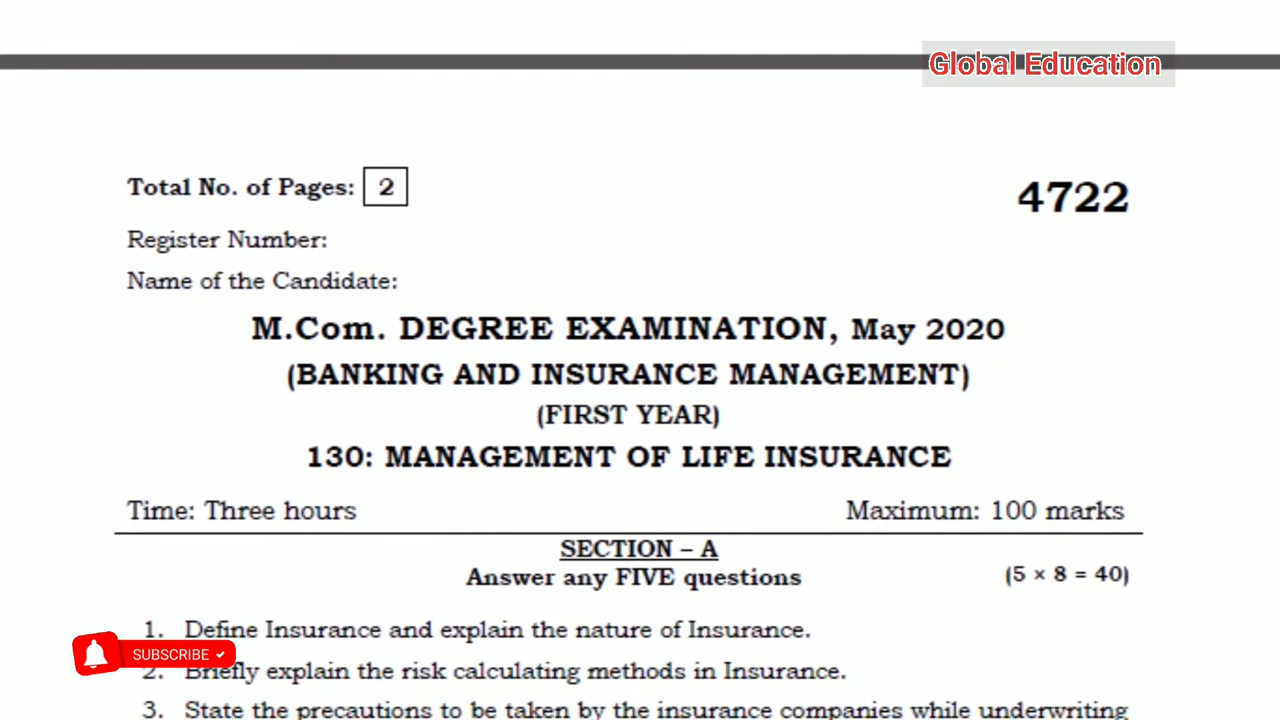 Global Education
Total No. of Pages: 2
4722
Register Number:
Name of the Candidate:
M.Com. DEGREE EXAMINATION, May 2020
(BANKING AND INSURANCE MANAGEMENT)
(FIRST YEAR)
130: MANAGEMENT OF LIFE INSURANCE
Time: Three hours Maximum: 100 marks
SECTION – A
Answer any FIVE questions (5 × 8 = 40)
1. Define Insurance and explain the nature of Insurance.
SUBSCRIBE
2. Briefly explain the risk calculating methods in Insurance.
3. State the precautions to be taken by the insurance companies while underwriting